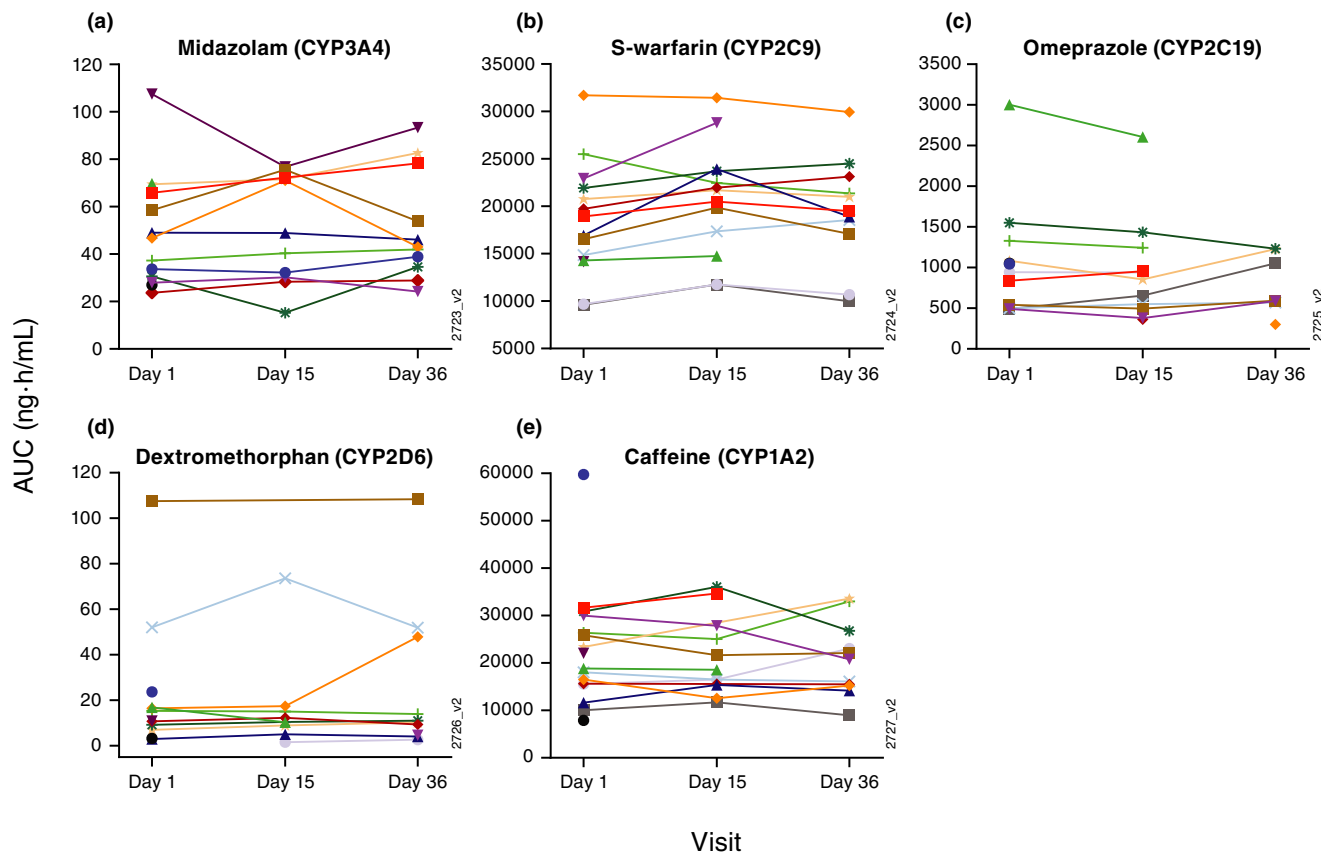 (a)
Midazolam (CYP3A4)
120
100
80
60
40
20
0
Day 1
Day 15
Day 36
2723_v2
(b)
S-warfarin (CYP2C9)
35000
30000
25000
20000
15000
10000
5000
Day 1
Day 15
Day 36
2724_v2
(c)
Omeprazole (CYP2C19)
3500
3000
2500
2000
1500
1000
500
0
Day 1
Day 15
Day 36
2725_v2
AUC (ng·h/mL)
(d)
Dextromethorphan (CYP2D6)
120
100
80
60
40
20
0
Day 1
Day 15
Day 36
2726_v2
(e)
Caffeine (CYP1A2)
60000
50000
40000
30000
20000
10000
0
Day 1
Day 15
Day 36
2727_v2
Visit